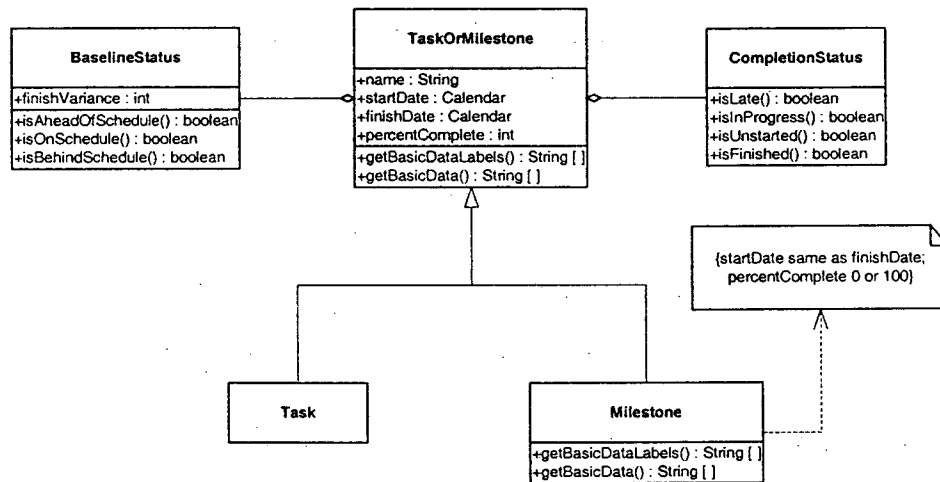 BaselineStatus
+finishVariance : int
+isAheadOfSchedule() : boolean
+isOnSchedule() : boolean
+isBehindSchedule() : boolean
TaskOrMilestone
+name : String
+startDate : Calendar
+finishDate : Calendar
+percentComplete : int
+getBasicDataLabels() : String [ ]
+getBasicData() : String [ ]
CompletionStatus
+isLate() : boolean
+isInProgress() : boolean
+isUnstarted() : boolean
+isFinished() : boolean
{startDate same as finishDate;
percentComplete 0 or 100}
Task
Milestone
+getBasicDataLabels() : String [ ]
+getBasicData() : String [ ]